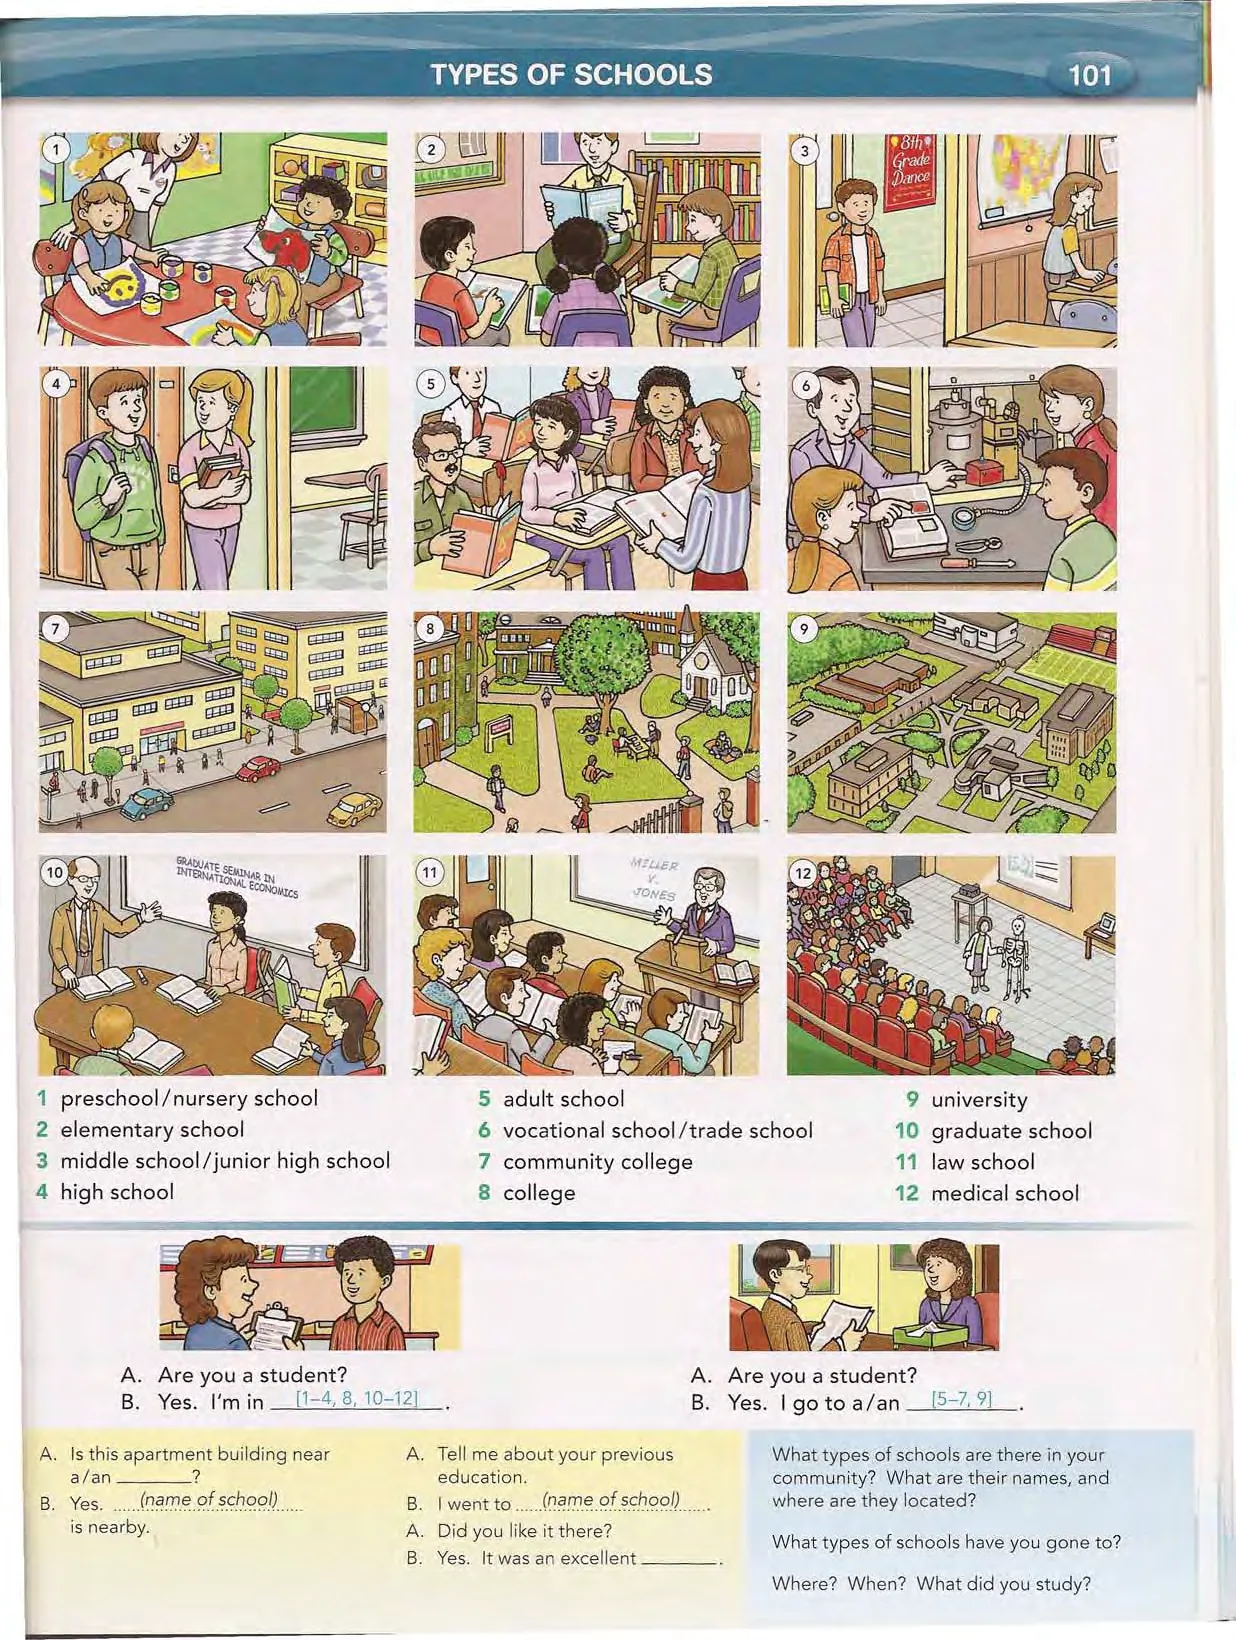 TYPES OF SCHOOLS
101
1
2
3
8th
Grade
Dance
4
5
6
7
8
9
10
GRADUATE SEMINAR IN
INTERNATIONAL ECONOMICS
11
MILLER
V.
JONES
12
1 preschool/nursery school
2 elementary school
3 middle school/junior high school
4 high school
5 adult school
6 vocational school/trade school
7 community college
8 college
9 university
10 graduate school
11 law school
12 medical school
A. Are you a student?
B. Yes. I'm in [1–4, 8, 10–12] .
A. Are you a student?
B. Yes. I go to a/an [5–7, 9] .
A. Is this apartment building near
a/an ________?
B. Yes. .....(name of school).....
is nearby.
A. Tell me about your previous
education.
B. I went to .....(name of school)......
A. Did you like it there?
B. Yes. It was an excellent ________ .
What types of schools are there in your
community? What are their names, and
where are they located?
What types of schools have you gone to?
Where? When? What did you study?